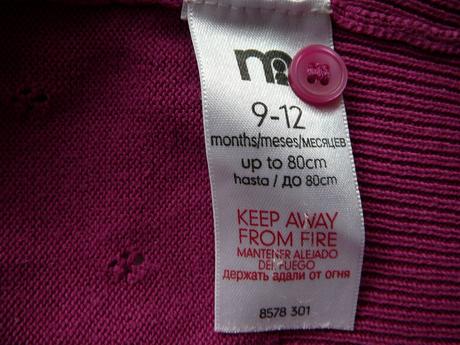 m
9-12
months/meses/месяцев
up to 80cm
hasta / до 80cm
KEEP AWAY
FROM FIRE
MANTENER ALEJADO
DEL FUEGO
держать вдали от огня
8578 301